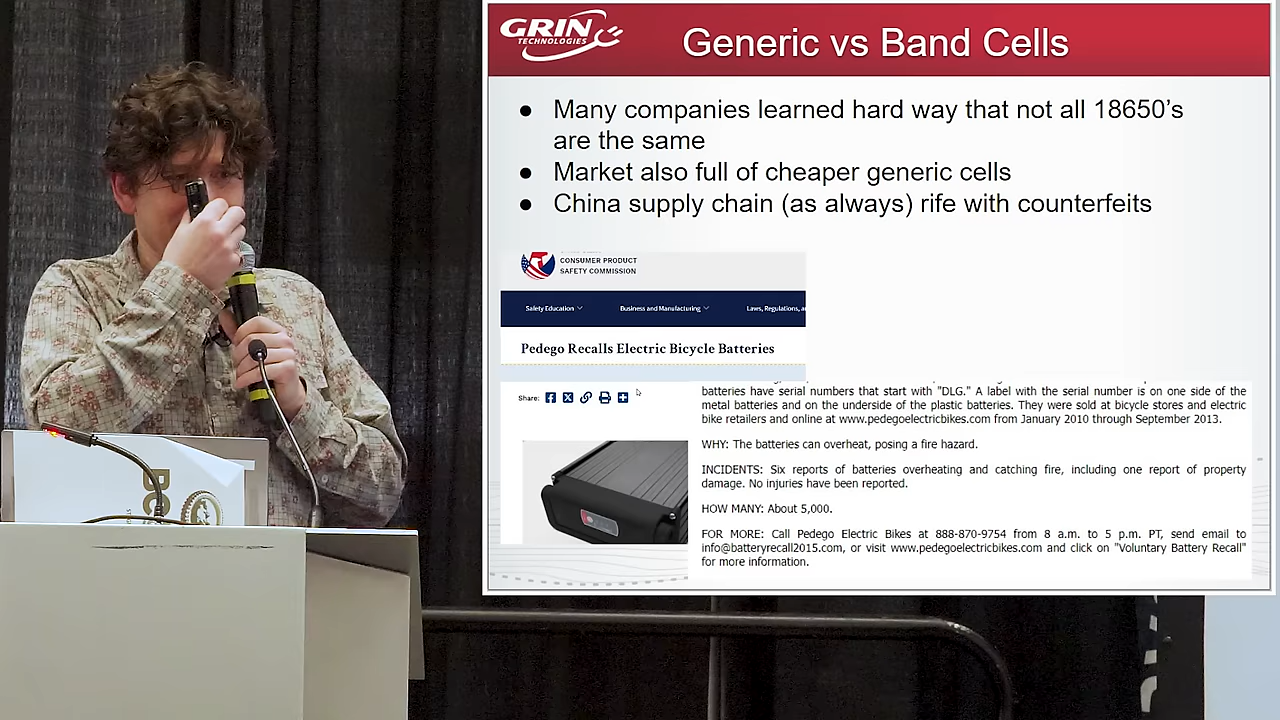 GRIN
TECHNOLOGIES
Generic vs Band Cells
● Many companies learned hard way that not all 18650's
are the same
● Market also full of cheaper generic cells
● China supply chain (as always) rife with counterfeits
CONSUMER PRODUCT
SAFETY COMMISSION
Safety Education
Business and Manufacturing
Laws, Regulations,
Pedego Recalls Electric Bicycle Batteries
Share:
batteries have serial numbers that start with "DLG." A label with the serial number is on one side of the
metal batteries and on the underside of the plastic batteries. They were sold at bicycle stores and electric
bike retailers and online at www.pedegoelectricbikes.com from January 2010 through September 2013.
WHY: The batteries can overheat, posing a fire hazard.
INCIDENTS: Six reports of batteries overheating and catching fire, including one report of property
damage. No injuries have been reported.
HOW MANY: About 5,000.
FOR MORE: Call Pedego Electric Bikes at 888-870-9754 from 8 a.m. to 5 p.m. PT, send email to
info@batteryrecall2015.com, or visit www.pedegoelectricbikes.com and click on "Voluntary Battery Recall"
for more information.